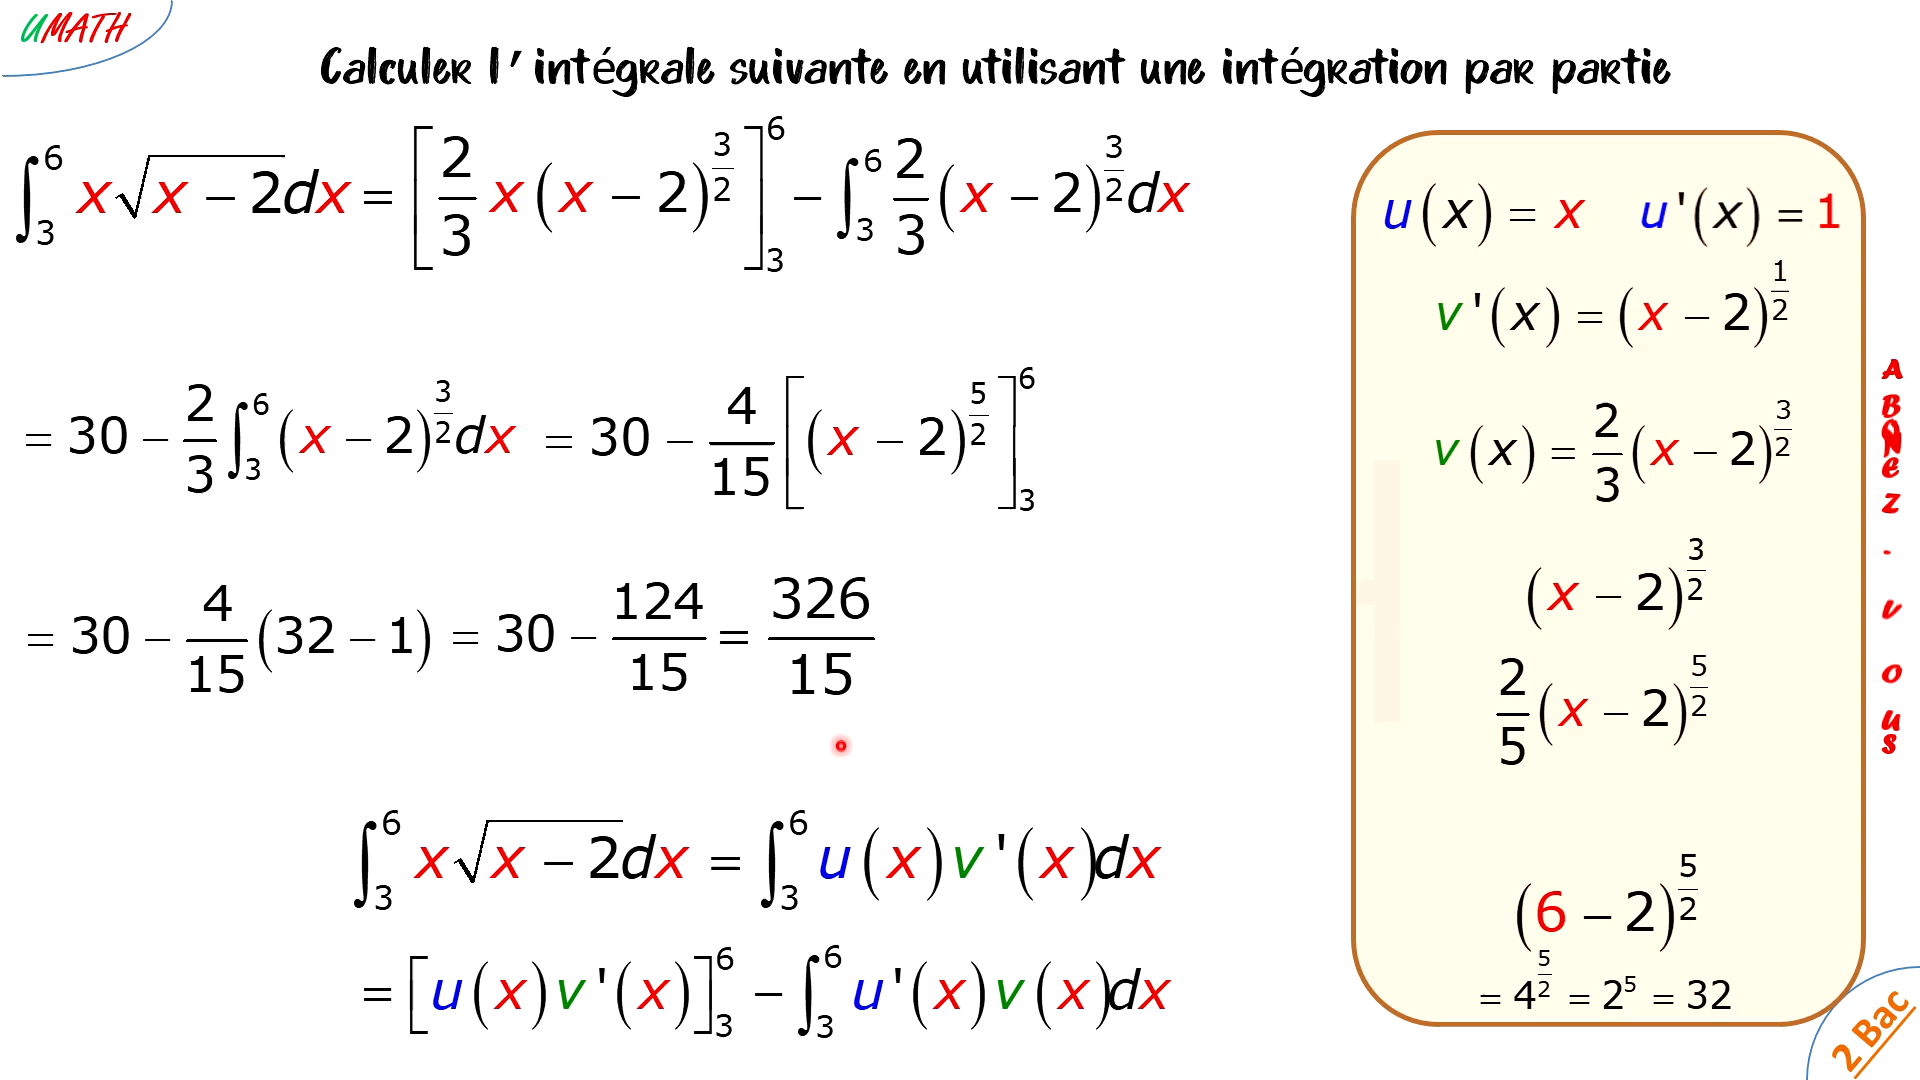 UMATH
Calculer l'intégrale suivante en utilisant une intégration par partie
∫₃⁶ x√(x − 2)dx = [2/3 x(x − 2)^(3/2)]₃⁶ − ∫₃⁶ 2/3 (x − 2)^(3/2) dx
= 30 − 2/3 ∫₃⁶ (x − 2)^(3/2) dx = 30 − 4/15 [(x − 2)^(5/2)]₃⁶
= 30 − 4/15 (32 − 1) = 30 − 124/15 = 326/15
∫₃⁶ x√(x − 2)dx = ∫₃⁶ u(x)v'(x)dx
= [u(x)v'(x)]₃⁶ − ∫₃⁶ u'(x)v(x)dx
u(x) = x u'(x) = 1
v'(x) = (x − 2)^(1/2)
v(x) = 2/3 (x − 2)^(3/2)
(x − 2)^(3/2)
2/5 (x − 2)^(5/2)
(6 − 2)^(5/2)
= 4^(5/2) = 2⁵ = 32
ABONNez-vous
2 Bac